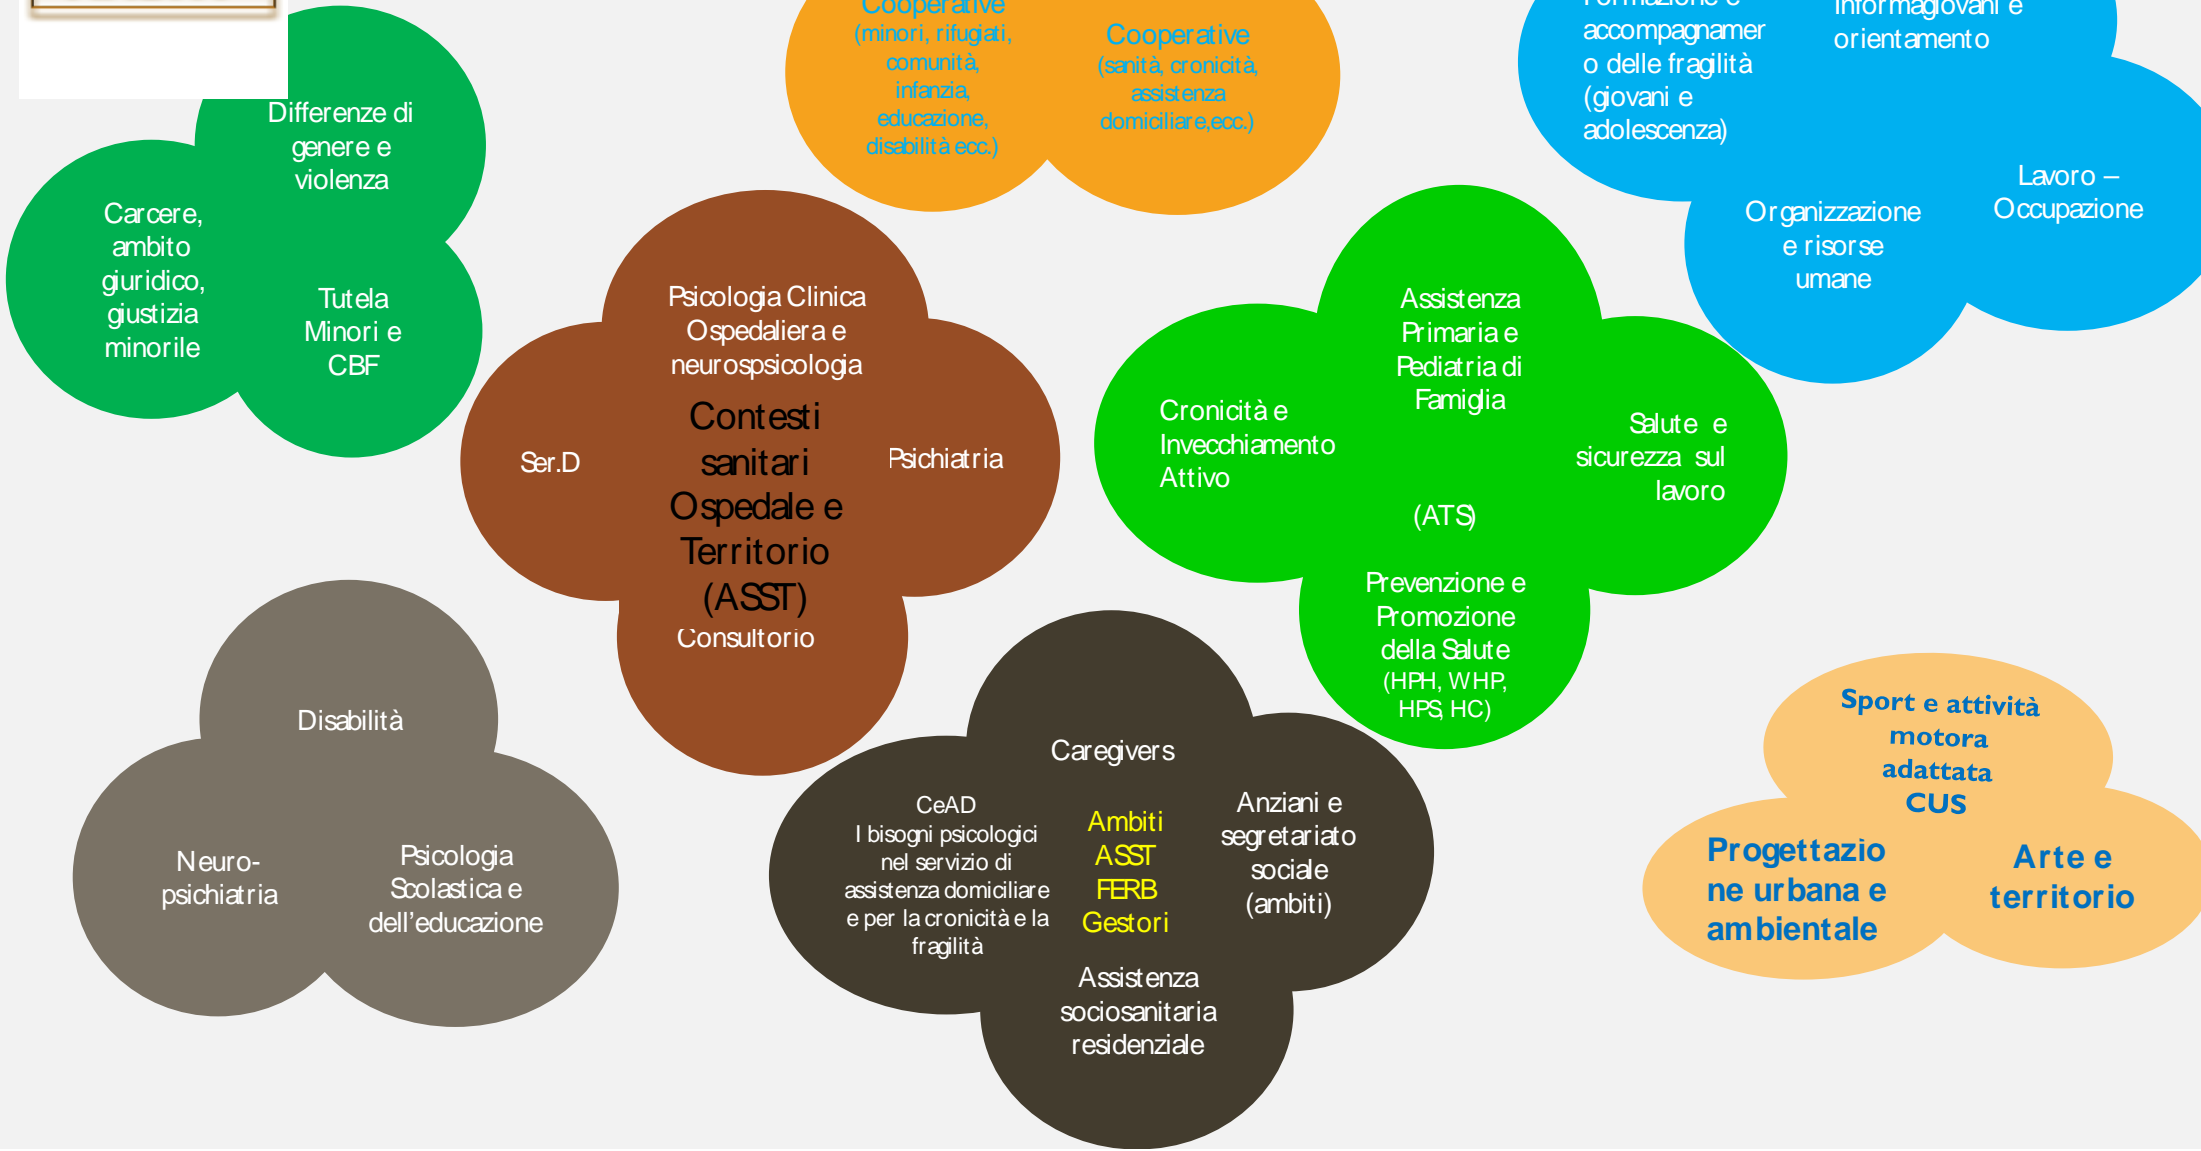 Differenze di
genere e
violenza
Carcere,
ambito
giuridico,
giustizia
minorile
Tutela
Minori e
CBF
Cooperative
(minori, rifugiati,
comunità,
infanzia,
educazione,
disabilità ecc.)
Cooperative
(sanità, cronicità,
assistenza
domiciliare,ecc.)
Formazione e
accompagnamer
o delle fragilità
(giovani e
adolescenza)
Informagiovani e
orientamento
Lavoro –
Occupazione
Organizzazione
e risorse
umane
Psicologia Clinica
Ospedaliera e
neurospsicologia
Contesti
sanitari
Ospedale e
Territorio
(ASST)
Ser.D
Psichiatria
Consultorio
Assistenza
Primaria e
Pediatria di
Famiglia
Cronicità e
Invecchiamento
Attivo
Salute e
sicurezza sul
lavoro
(ATS)
Prevenzione e
Promozione
della Salute
(HPH, WHP,
HPS, HC)
Disabilità
Neuro-
psichiatria
Psicologia
Scolastica e
dell'educazione
Caregivers
CeAD
I bisogni psicologici
nel servizio di
assistenza domiciliare
e per la cronicità e la
fragilità
Ambiti
ASST
FERB
Gestori
Anziani e
segretariato
sociale
(ambiti)
Assistenza
sociosanitaria
residenziale
Sport e attività
motora
adattata
CUS
Progettazio
ne urbana e
ambientale
Arte e
territorio